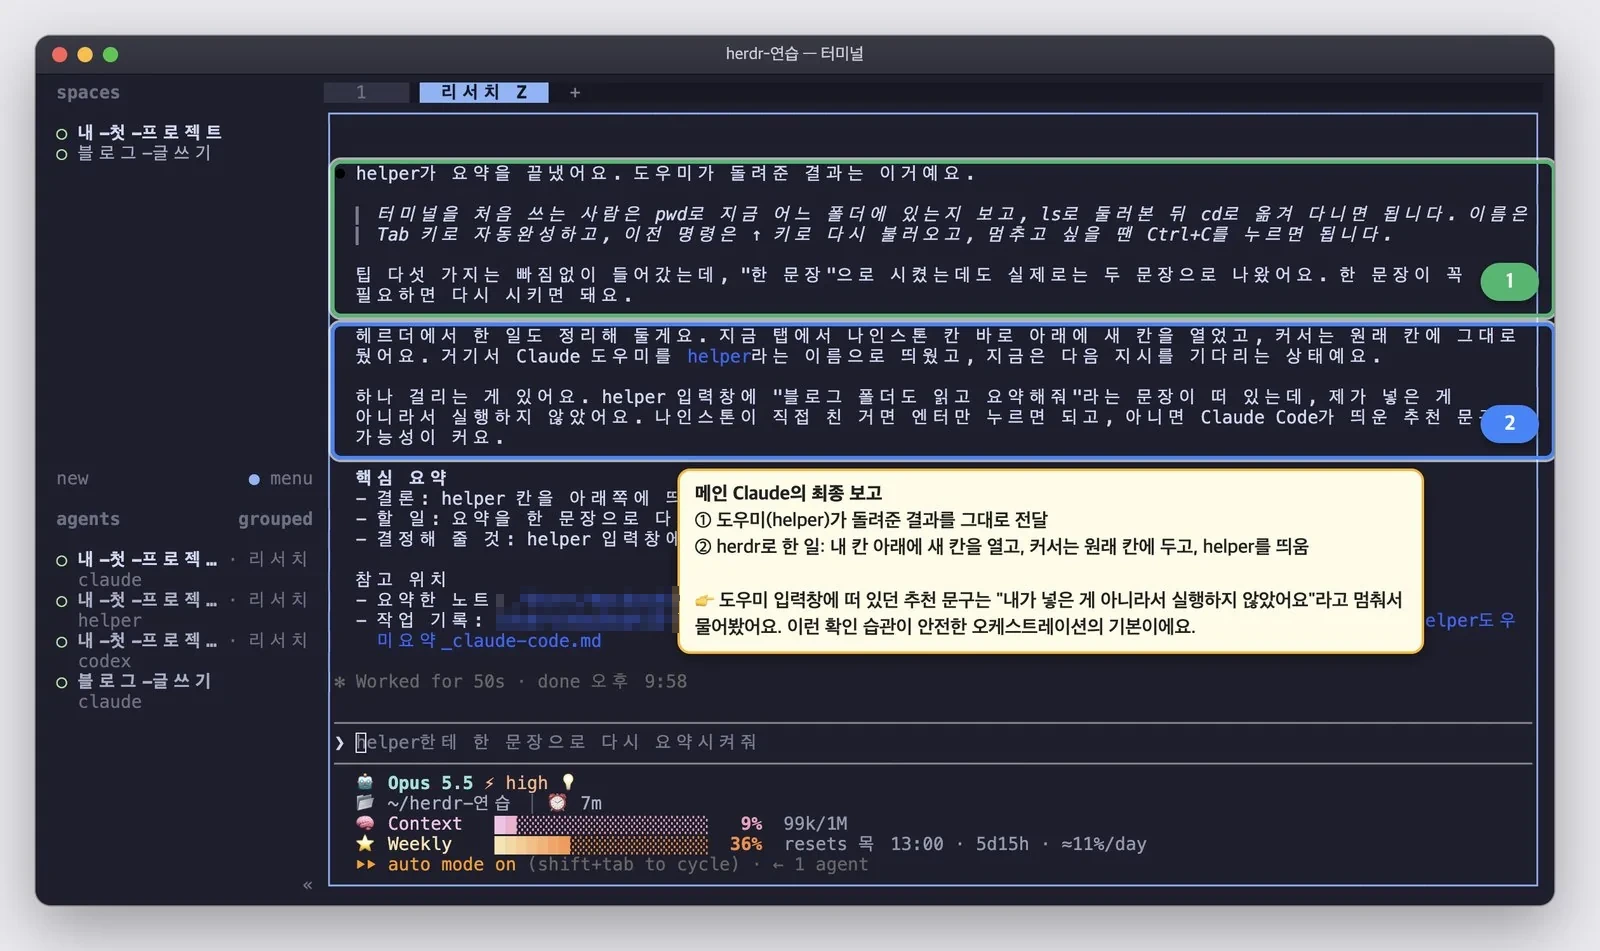 herdr-연습 — 터미널
spaces
내-첫-프로젝트
블로그-글쓰기
1
리서치 Z
+
helper가 요약을 끝냈어요. 도우미가 돌려준 결과는 이거예요.
터미널을 처음 쓰는 사람은 pwd로 지금 어느 폴더에 있는지 보고, ls로 둘러본 뒤 cd로 옮겨 다니면 됩니다. 이름은
Tab 키로 자동완성하고, 이전 명령은 ↑ 키로 다시 불러오고, 멈추고 싶을 땐 Ctrl+C를 누르면 됩니다.
팁 다섯 가지는 빠짐없이 들어갔는데, "한 문장"으로 시켰는데도 실제로는 두 문장으로 나왔어요. 한 문장이 꼭
필요하면 다시 시키면 돼요.
1
헤르더에서 한 일도 정리해 둘게요. 지금 탭에서 나인스톤 칸 바로 아래에 새 칸을 열었고, 커서는 원래 칸에 그대로
뒀어요. 거기서 Claude 도우미를 helper라는 이름으로 띄웠고, 지금은 다음 지시를 기다리는 상태예요.
하나 걸리는 게 있어요. helper 입력창에 "블로그 폴더도 읽고 요약해줘"라는 문장이 떠 있는데, 제가 넣은 게
아니라서 실행하지 않았어요. 나인스톤이 직접 친 거면 엔터만 누르면 되고, 아니면 Claude Code가 띄운 추천 문
가능성이 커요.
2
핵심 요약
- 결론: helper 칸을 아래쪽에
- 할 일: 요약을 한 문장으로 다
- 결정해 줄 것: helper 입력창에
참고 위치
- 요약한 노트
- 작업 기록:
elper도우
미요약_claude-code.md
메인 Claude의 최종 보고
① 도우미(helper)가 돌려준 결과를 그대로 전달
② herdr로 한 일: 내 칸 아래에 새 칸을 열고, 커서는 원래 칸에 두고, helper를 띄움
👉 도우미 입력창에 떠 있던 추천 문구는 "내가 넣은 게 아니라서 실행하지 않았어요"라고 멈춰서
물어봤어요. 이런 확인 습관이 안전한 오케스트레이션의 기본이에요.
* Worked for 50s · done 오후 9:58
❯ helper한테 한 문장으로 다시 요약시켜줘
Opus 5.5 ⚡ high
~/herdr-연습 | 7m
Context 9% 99k/1M
Weekly 36% resets 목 13:00 · 5d15h · ≈11%/day
▸▸ auto mode on (shift+tab to cycle) · ← 1 agent
new
menu
agents
grouped
내-첫-프로젝… · 리서치
claude
내-첫-프로젝… · 리서치
helper
내-첫-프로젝… · 리서치
codex
블로그-글쓰기
claude
«